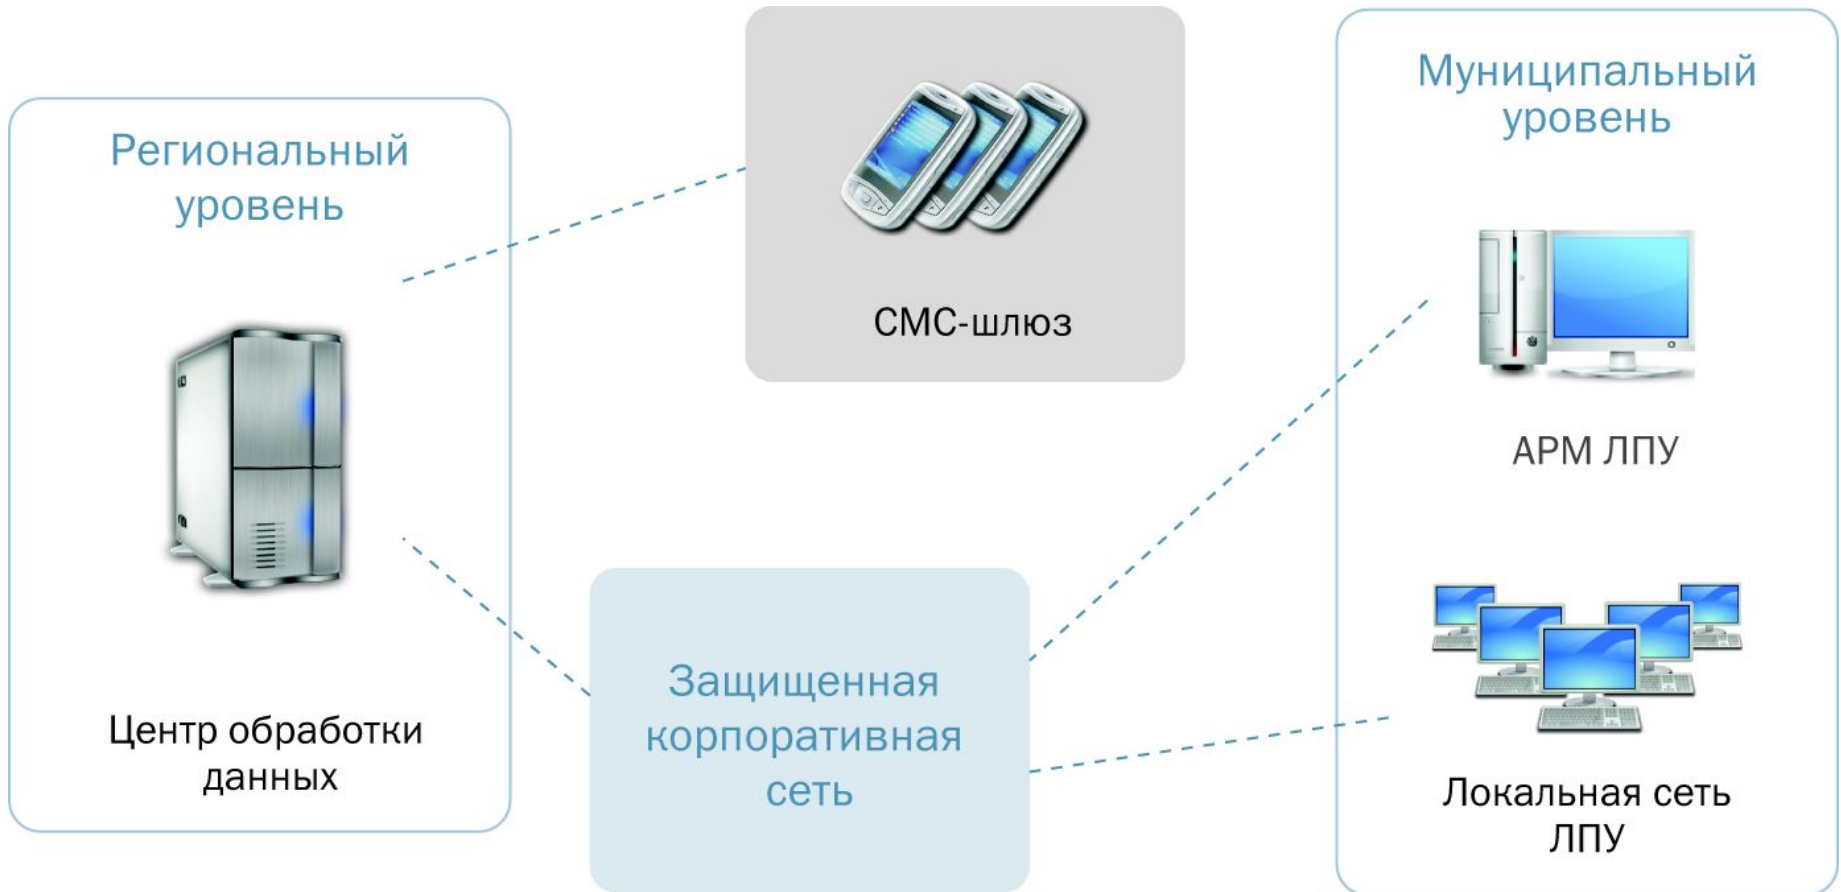 Региональный
уровень
Центр обработки
данных
СМС-шлюз
Защищенная
корпоративная
сеть
Муниципальный
уровень
АРМ ЛПУ
Локальная сеть
ЛПУ